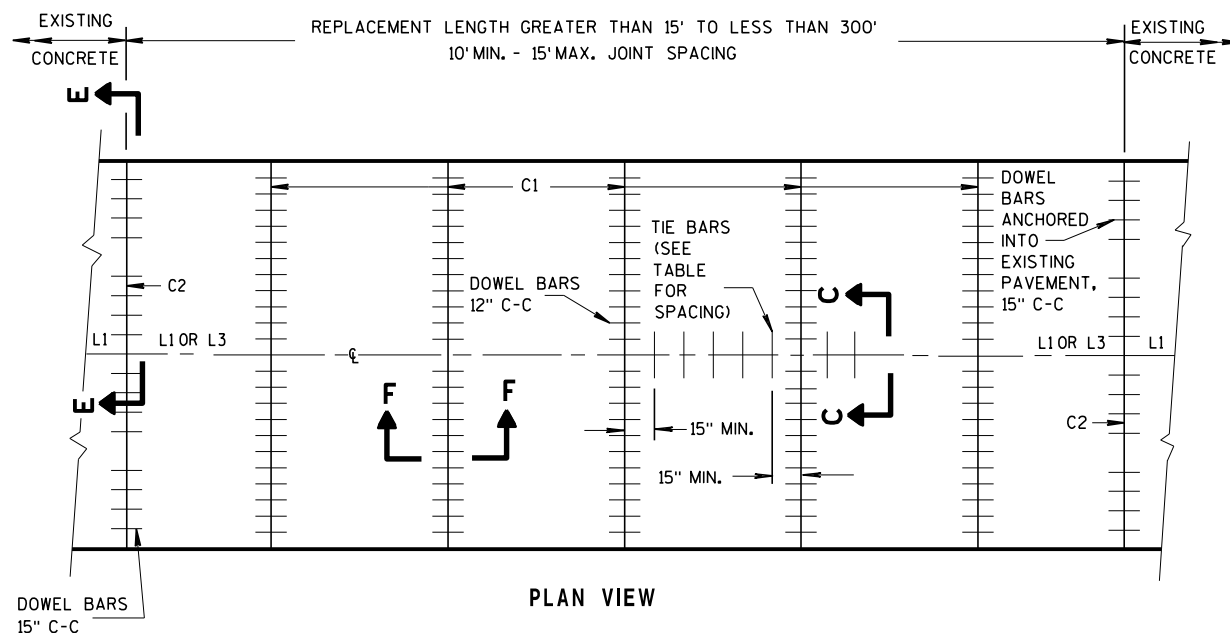 EXISTING
CONCRETE
REPLACEMENT LENGTH GREATER THAN 15' TO LESS THAN 300'
10' MIN. - 15' MAX. JOINT SPACING
EXISTING
CONCRETE
E
C1
DOWEL
BARS
ANCHORED
INTO
EXISTING
PAVEMENT,
15" C-C
TIE BARS
(SEE
TABLE
FOR
SPACING)
DOWEL BARS
12" C-C
C2
C
L1
L1 OR L3
℄
L1 OR L3
L1
E
F
F
C
15" MIN.
C2
15" MIN.
PLAN VIEW
DOWEL BARS
15" C-C